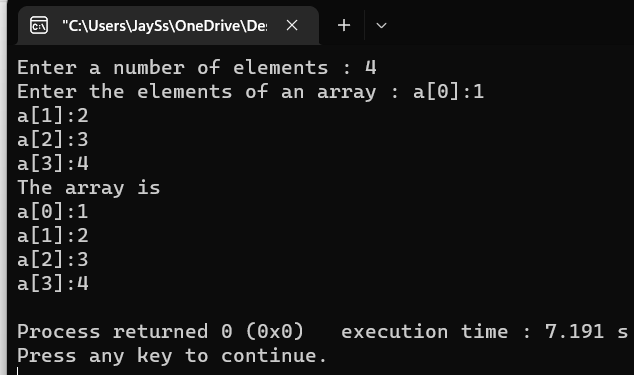 "C:\Users\JaySs\OneDrive\De
Enter a number of elements : 4
Enter the elements of an array : a[0]:1
a[1]:2
a[2]:3
a[3]:4
The array is
a[0]:1
a[1]:2
a[2]:3
a[3]:4
Process returned 0 (0x0)   execution time : 7.191 s
Press any key to continue.